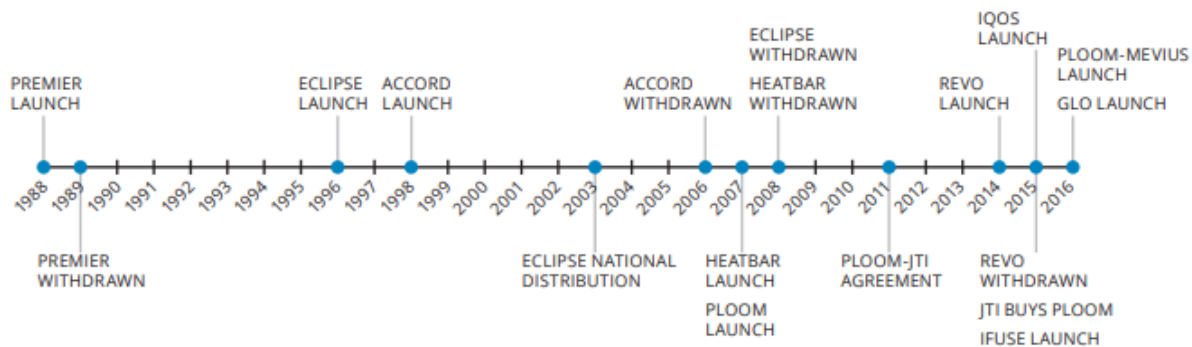 IQOS
LAUNCH
ECLIPSE
WITHDRAWN
PLOOM-MEVIUS
LAUNCH
PREMIER
LAUNCH
ECLIPSE
LAUNCH
ACCORD
LAUNCH
ACCORD
WITHDRAWN
HEATBAR
WITHDRAWN
REVO
LAUNCH
GLO LAUNCH
1988
1989
1990
1991
1992
1993
1994
1995
1996
1997
1998
1999
2000
2001
2002
2003
2004
2005
2006
2007
2008
2009
2010
2011
2012
2013
2014
2015
2016
PREMIER
WITHDRAWN
ECLIPSE NATIONAL
DISTRIBUTION
HEATBAR
LAUNCH
PLOOM
LAUNCH
PLOOM-JTI
AGREEMENT
REVO
WITHDRAWN
JTI BUYS PLOOM
IFUSE LAUNCH